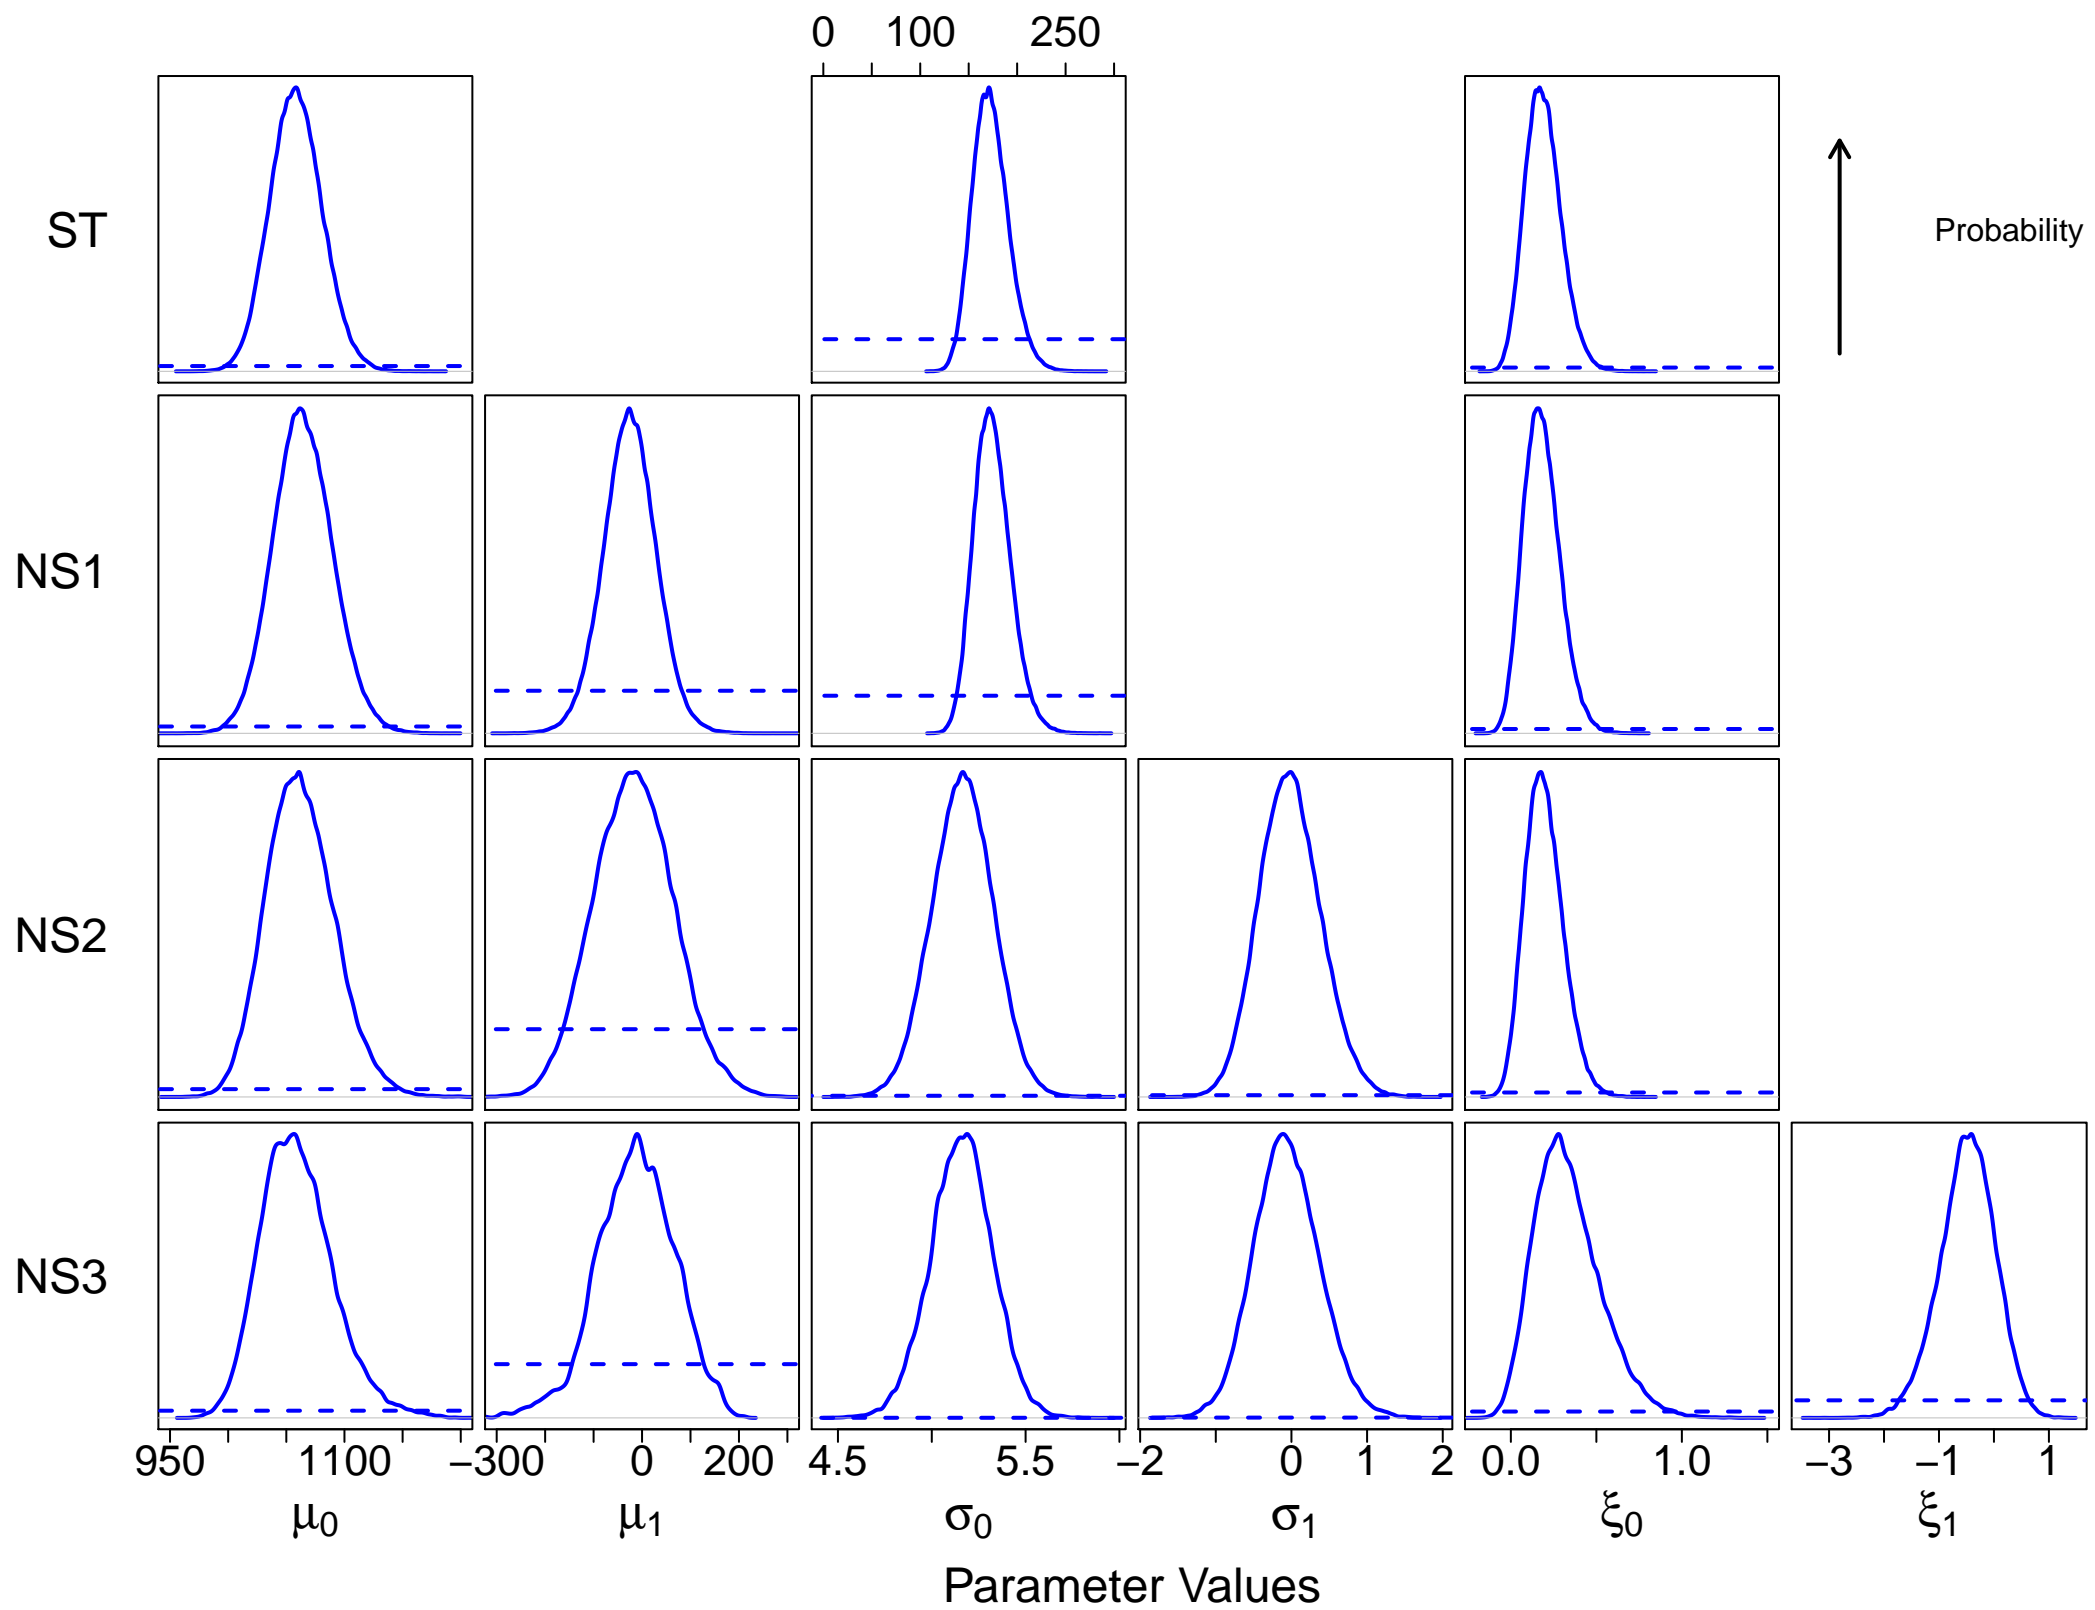 0 100 250
ST
Probability
NS1
NS2
NS3
950 1100 −300 0 200 4.5 5.5 −2 0 1 2 0.0 1.0 −3 −1 1
μ0 μ1 σ0 σ1 ξ0 ξ1
Parameter Values